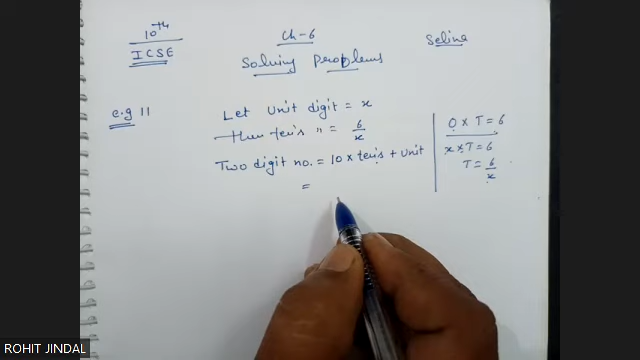 10th
ICSE
Ch-6
Solving Problems
Selina
e.g 11
Let Unit digit = x
Then ten's " = 6/x
Two digit no. = 10 × ten's + Unit
=
O × T = 6
x × T = 6
T = 6/x
ROHIT JINDAL